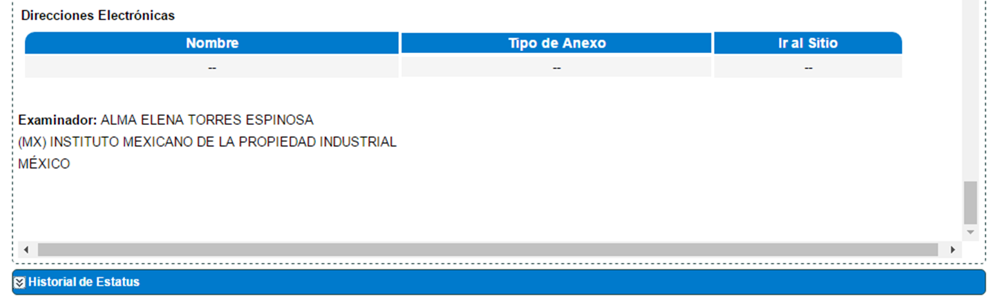 Direcciones Electrónicas
Nombre Tipo de Anexo Ir al Sitio
-- -- --
Examinador: ALMA ELENA TORRES ESPINOSA
(MX) INSTITUTO MEXICANO DE LA PROPIEDAD INDUSTRIAL
MÉXICO
Historial de Estatus